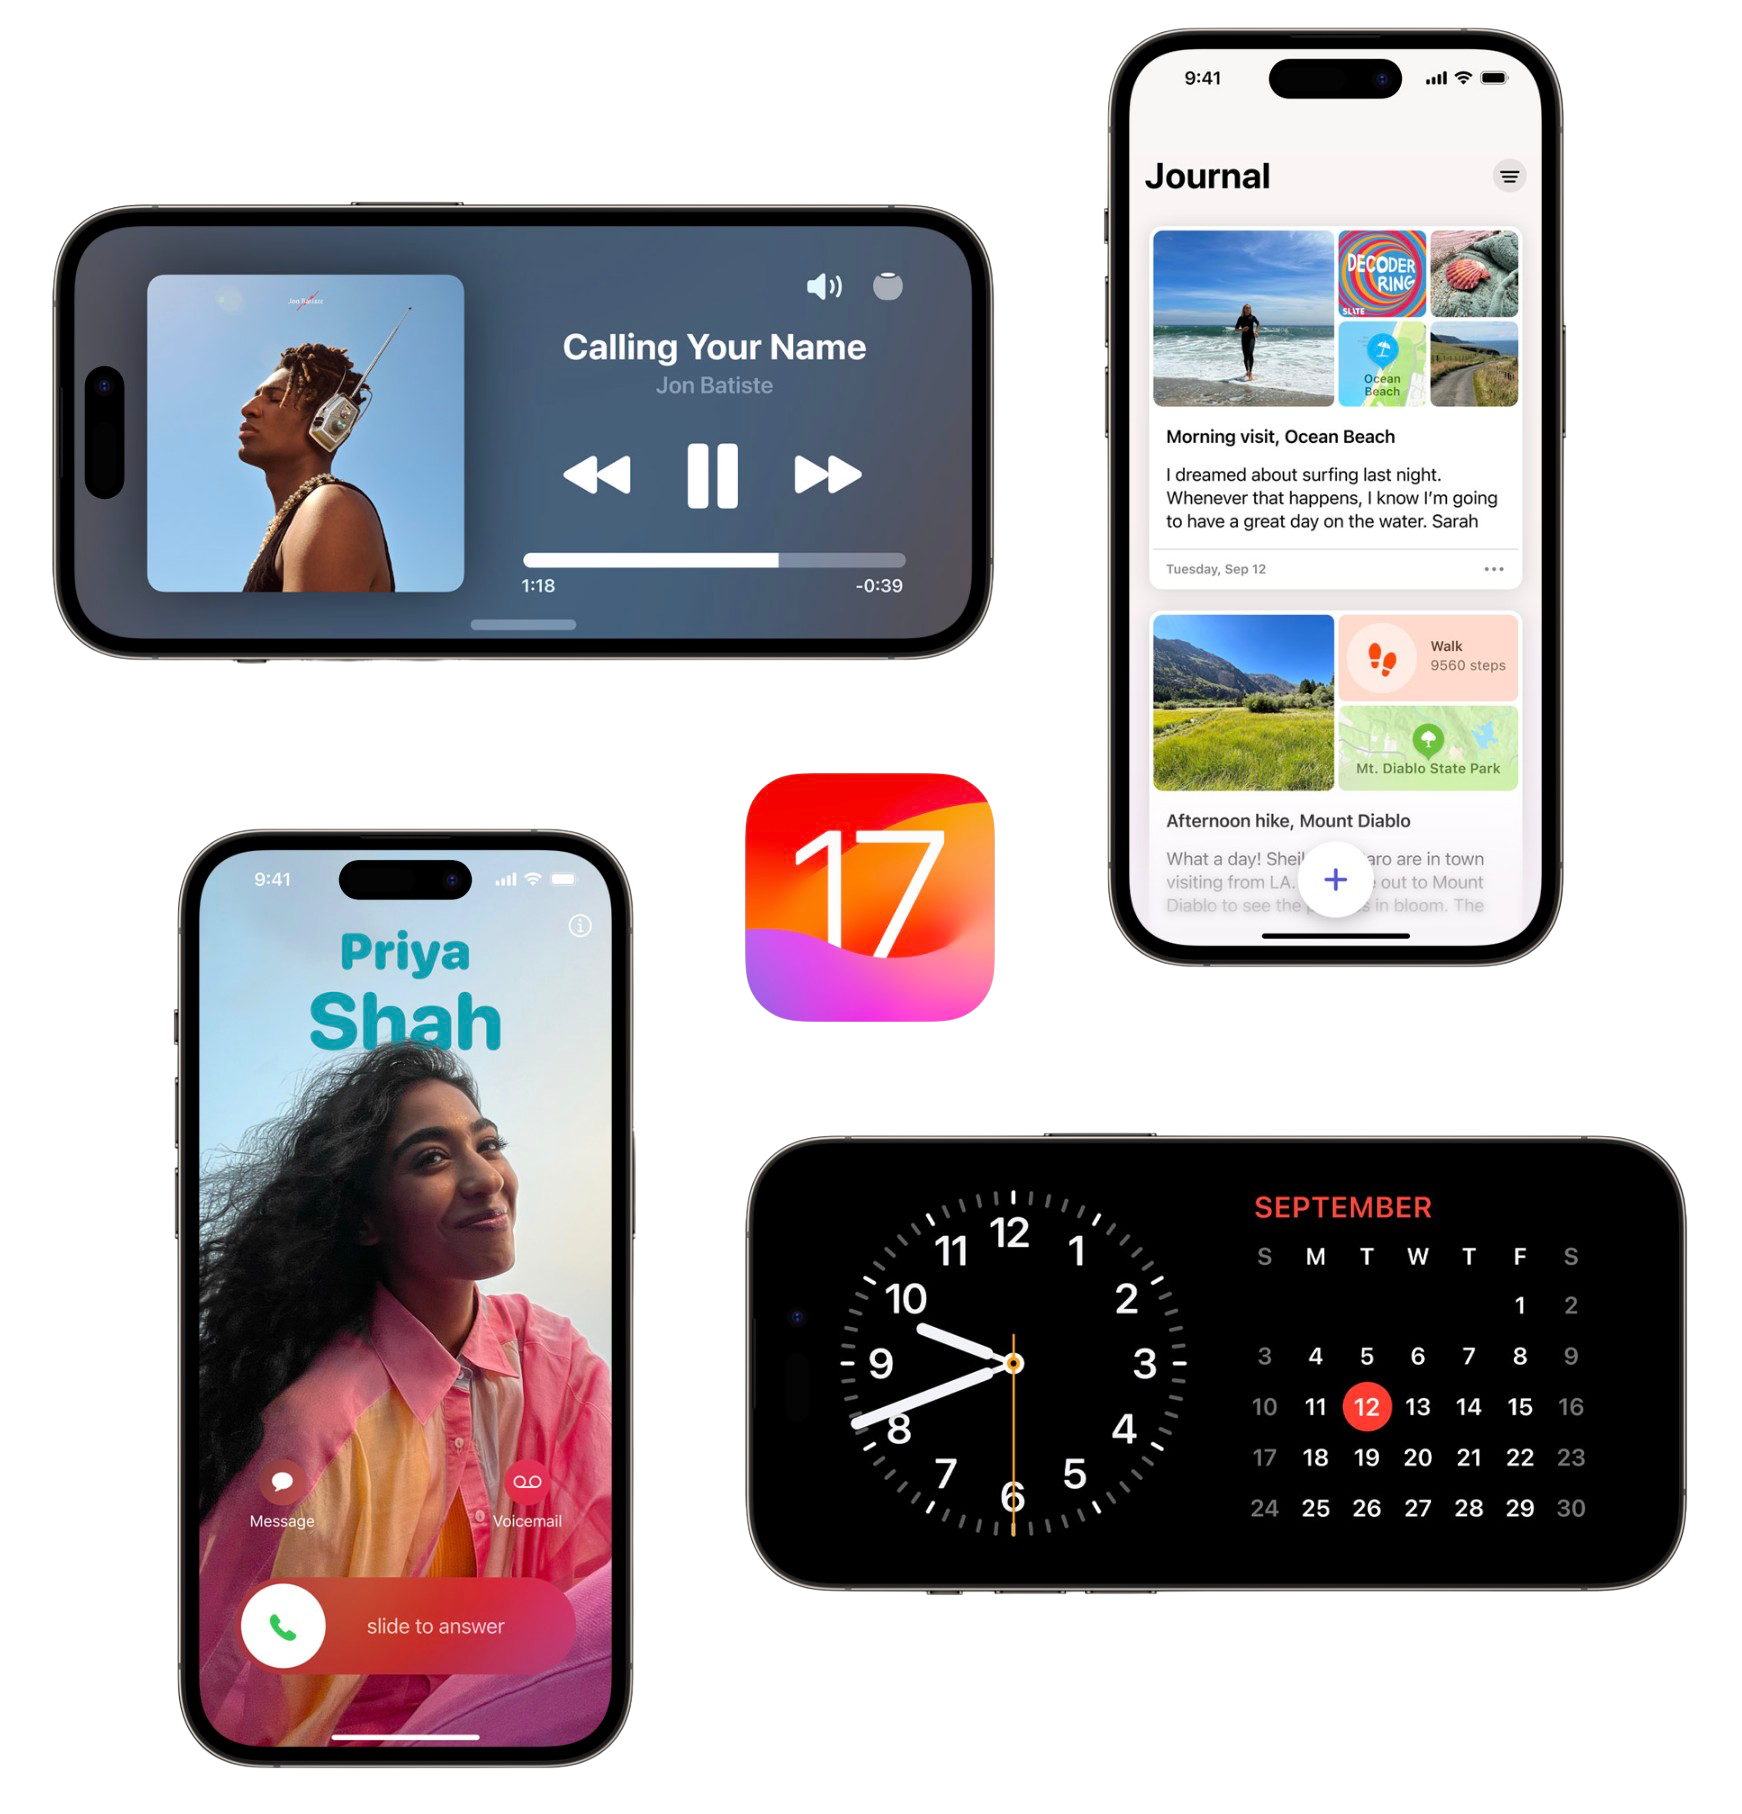 Jon Batiste
Calling Your Name
Jon Batiste
1:18
-0:39
9:41
Journal
DECODER
RING
SLATE
Ocean
Beach
Morning visit, Ocean Beach
I dreamed about surfing last night.
Whenever that happens, I know I'm going
to have a great day on the water. Sarah
Tuesday, Sep 12
Walk
9560 steps
Mt. Diablo State Park
Afternoon hike, Mount Diablo
What a day! are in town
visiting from LA. out to Mount
Diablo to see the in bloom. The
17
9:41
Priya
Shah
Message
Voicemail
slide to answer
12
1
2
3
4
5
6
7
8
9
10
11
SEPTEMBER
S M T W T F S
1 2
3 4 5 6 7 8 9
10 11 12 13 14 15 16
17 18 19 20 21 22 23
24 25 26 27 28 29 30